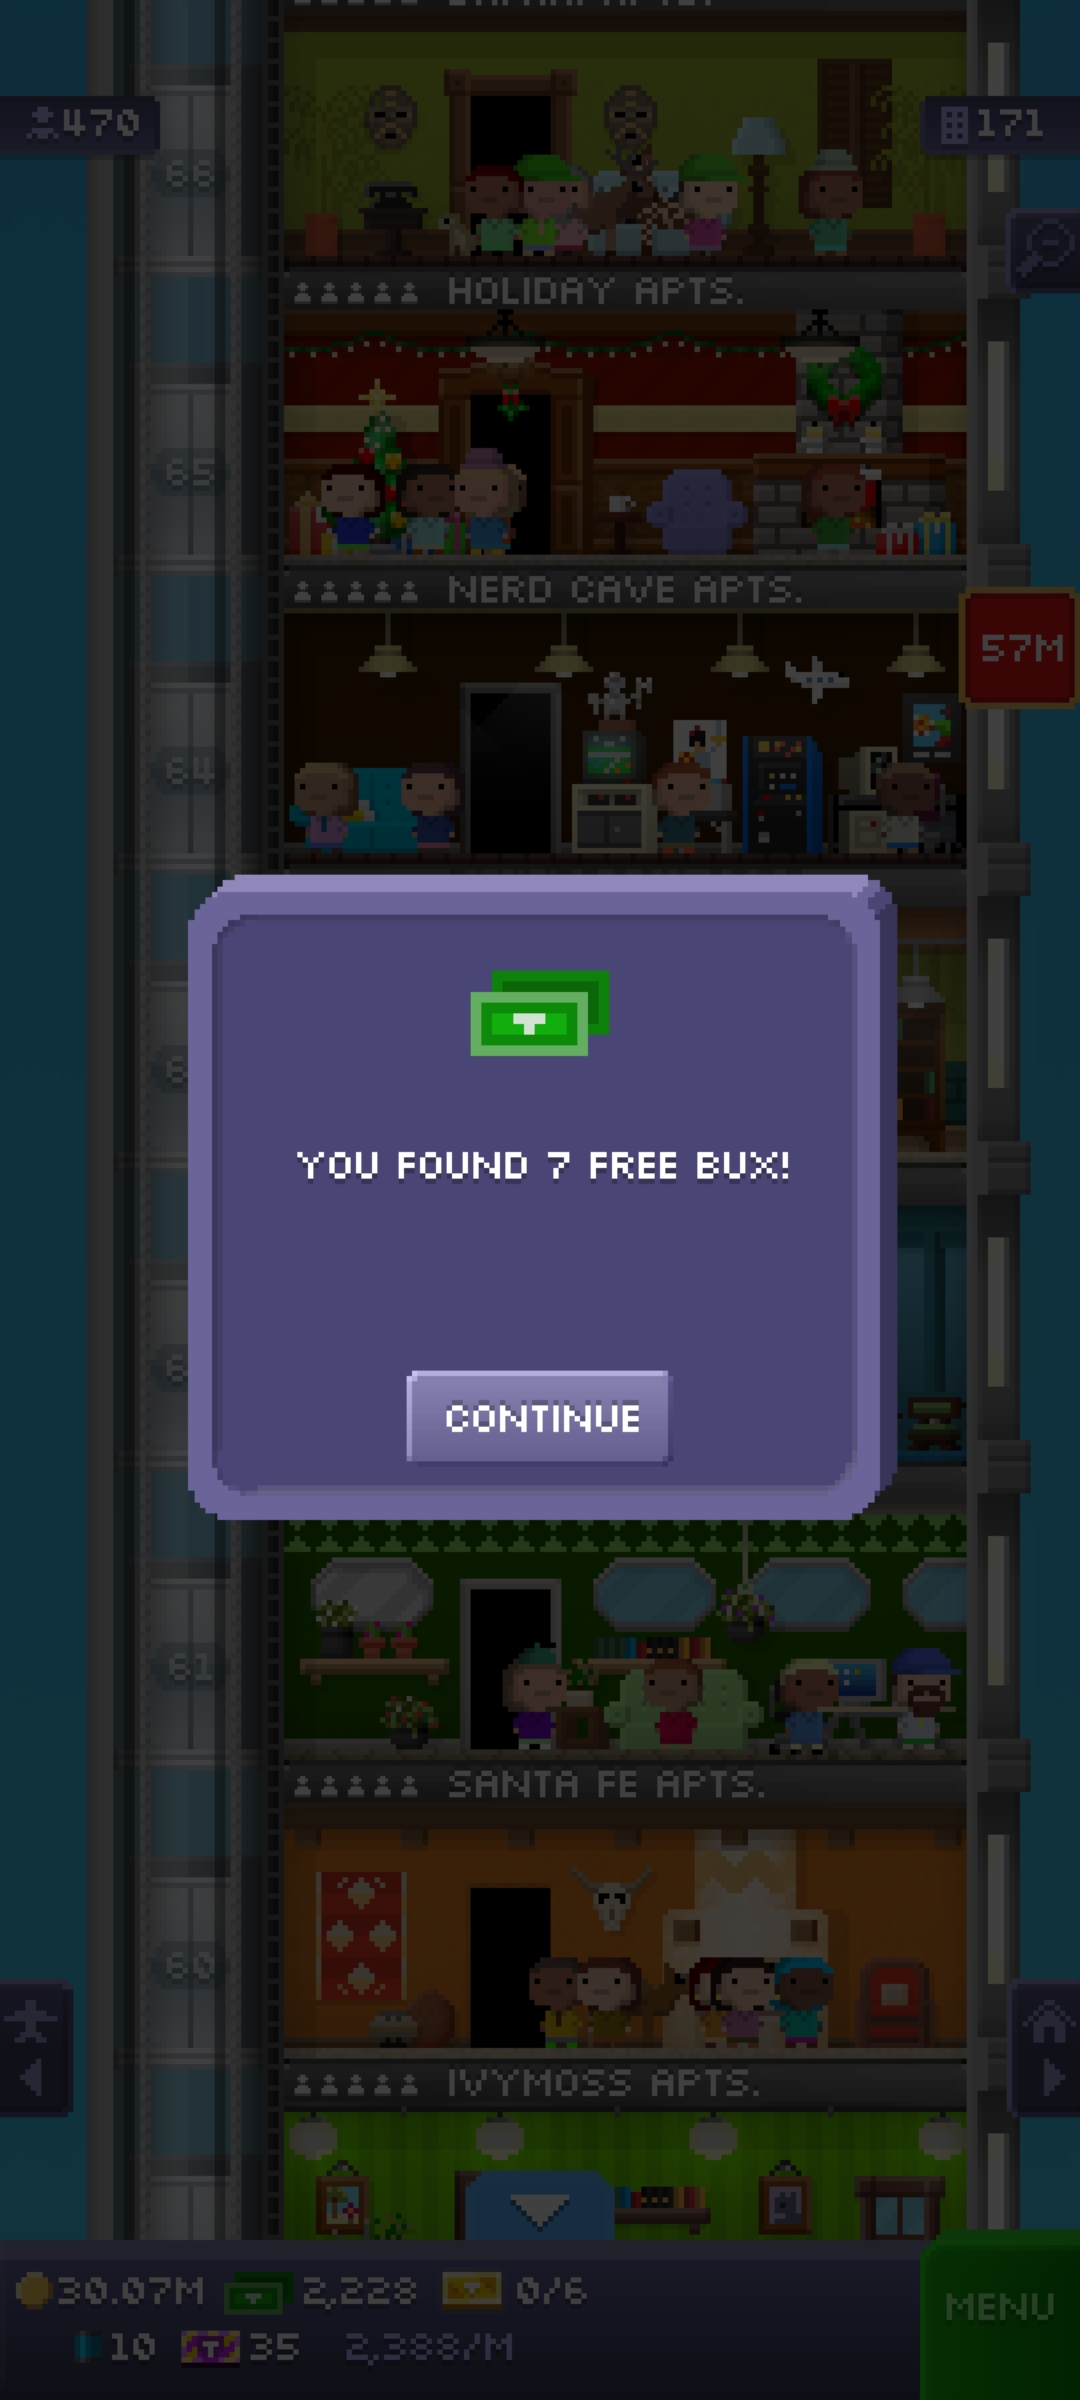 470
171
66
HOLIDAY APTS.
65
NERD CAVE APTS.
57M
64
YOU FOUND 7 FREE BUX!
CONTINUE
61
SANTA FE APTS.
60
IVYMOSS APTS.
30.07M 2,228 0/6
MENU
10 35 2,388/M